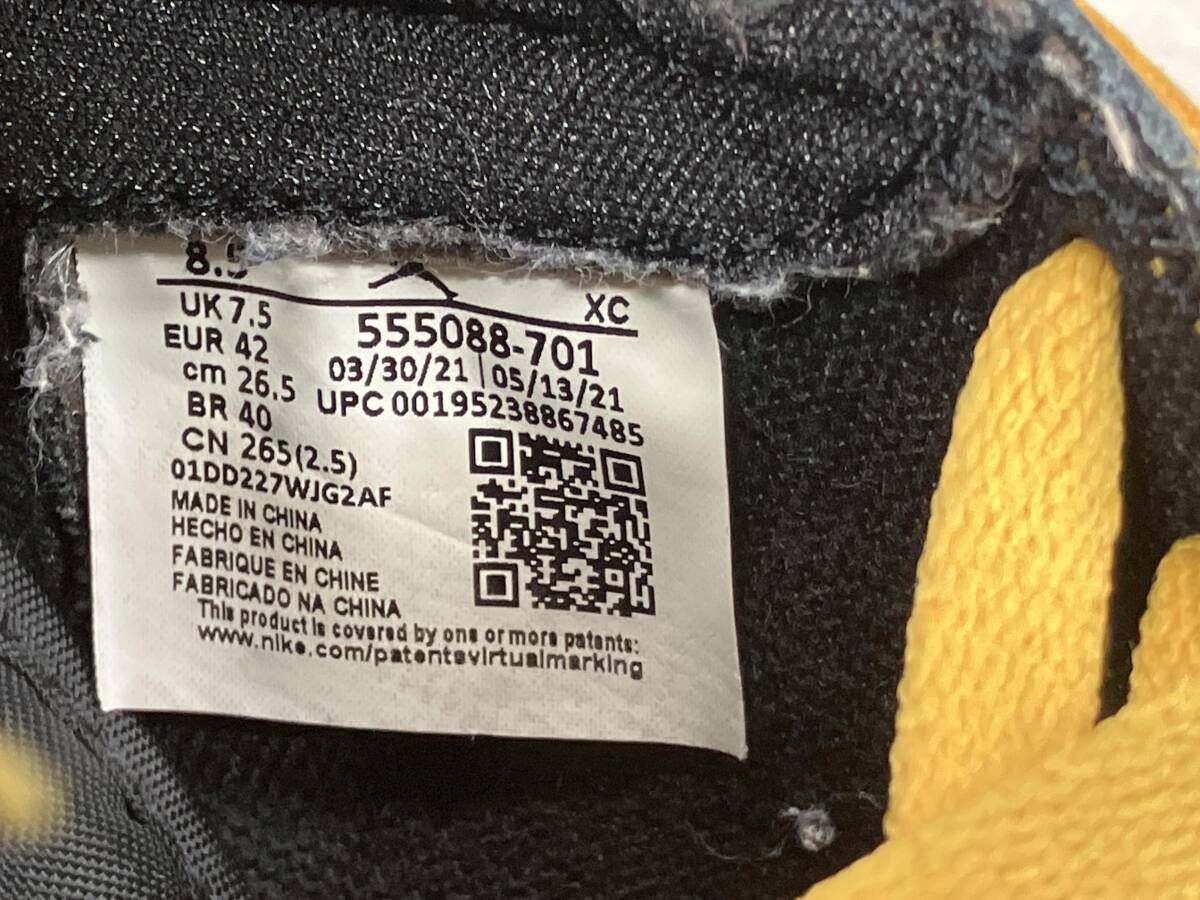 8.5
XC
UK 7.5
555088-701
EUR 42
03/30/21 | 05/13/21
cm 26.5
UPC 00195238867485
BR 40
CN 265(2.5)
01DD227WJG2AF
MADE IN CHINA
HECHO EN CHINA
FABRIQUE EN CHINE
FABRICADO NA CHINA
This product is covered by one or more patents:
www.nike.com/patentsvirtualmarking